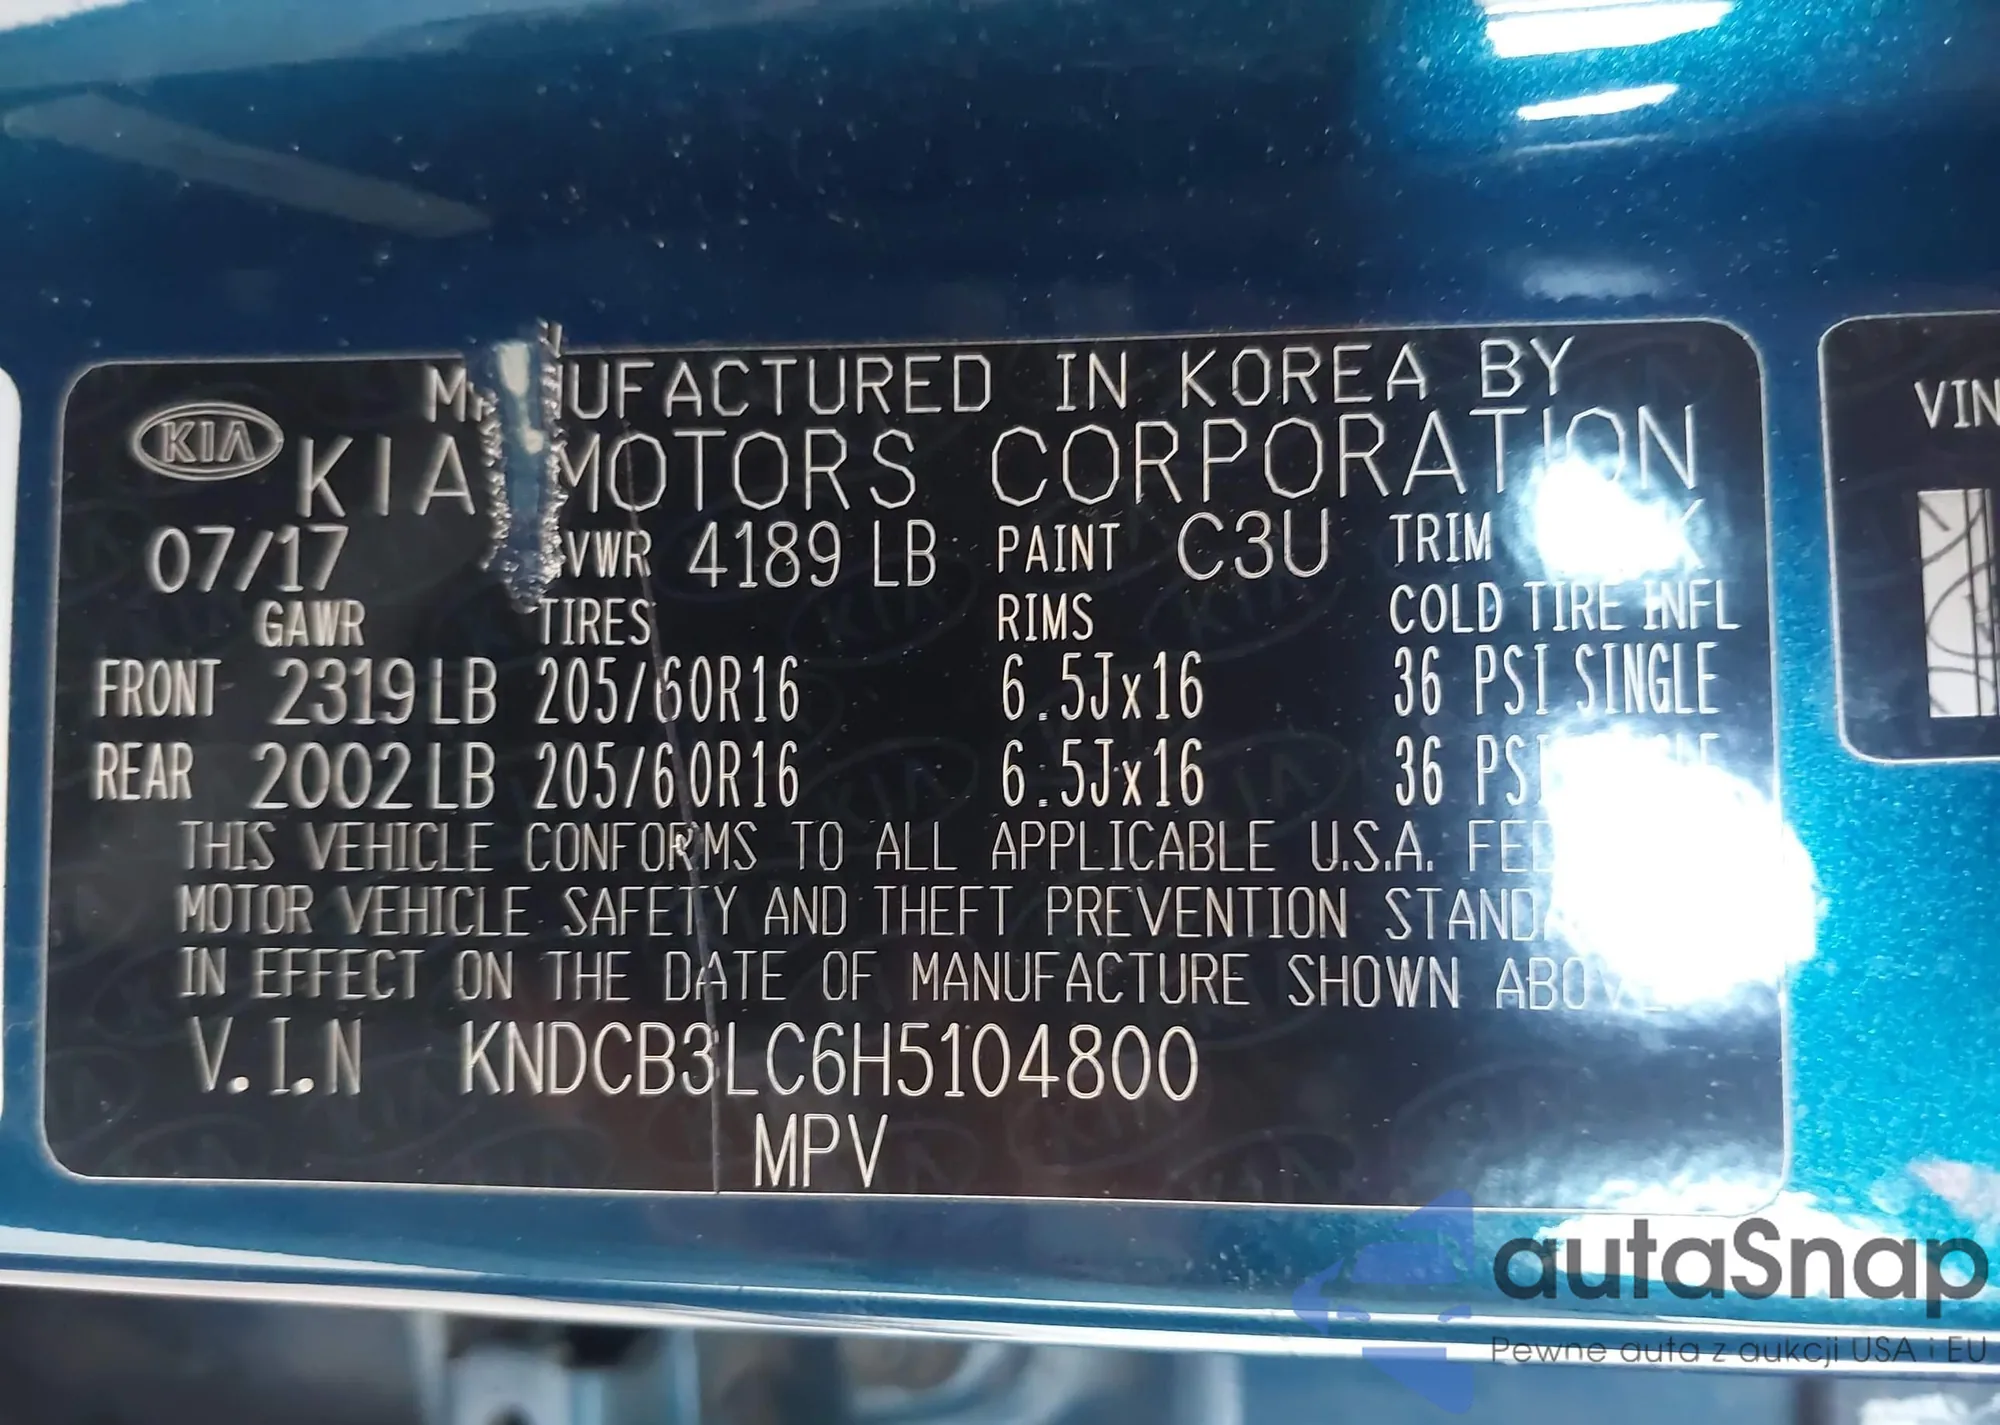 MANUFACTURED IN KOREA BY
KIA
KIA MOTORS CORPORATION
07/17 GVWR 4189 LB PAINT C3U TRIM
GAWR TIRES RIMS COLD TIRE INFL
FRONT 2319 LB 205/60R16 6.5Jx16 36 PSI SINGLE
REAR 2002 LB 205/60R16 6.5Jx16 36 PSI
THIS VEHICLE CONFORMS TO ALL APPLICABLE U.S.A.
MOTOR VEHICLE SAFETY AND THEFT PREVENTION
IN EFFECT ON THE DATE OF MANUFACTURE SHOWN ABOVE
V.I.N KNDCB3LC6H5104800
MPV
VIN
autaSnap
Pewne auta z aukcji USA i EU